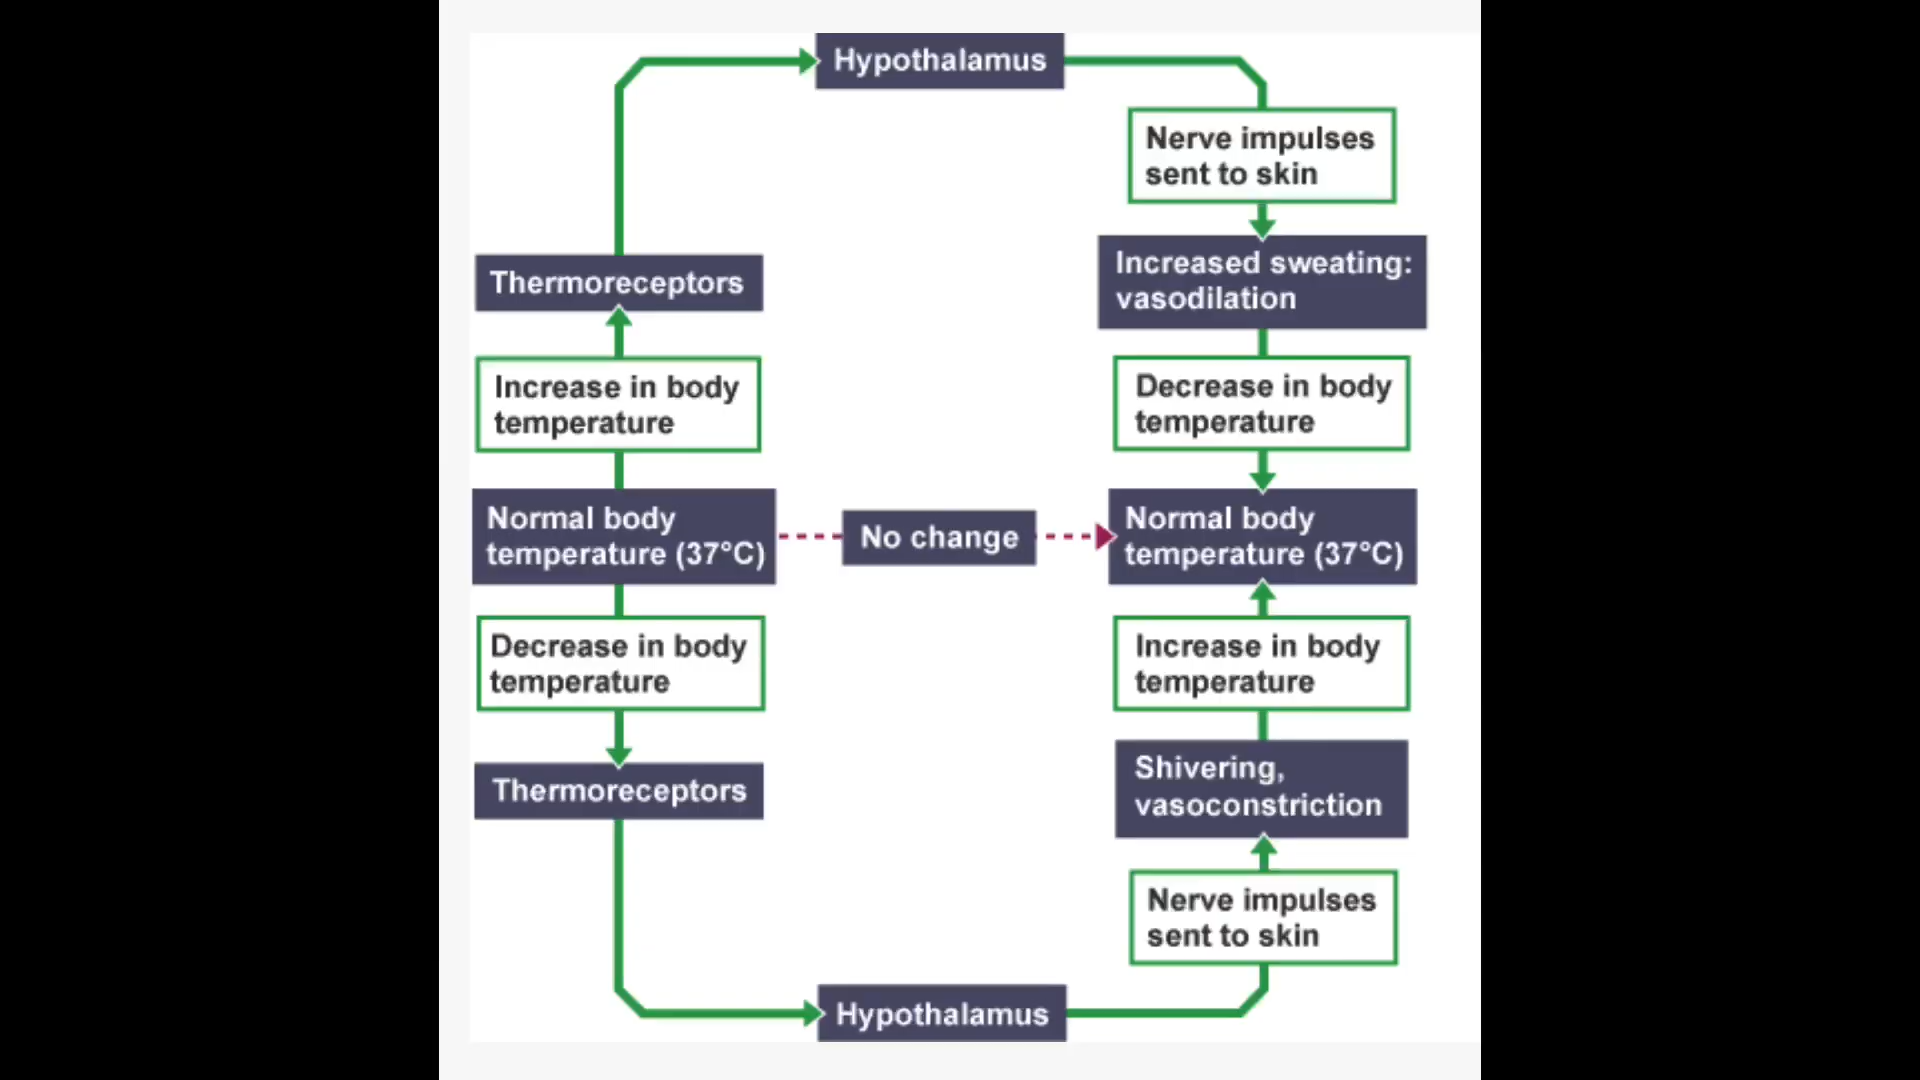 Hypothalamus
Nerve impulses
sent to skin
Thermoreceptors
Increased sweating:
vasodilation
Increase in body
temperature
Decrease in body
temperature
Normal body
temperature (37°C)
No change
Normal body
temperature (37°C)
Decrease in body
temperature
Increase in body
temperature
Thermoreceptors
Shivering,
vasoconstriction
Nerve impulses
sent to skin
Hypothalamus